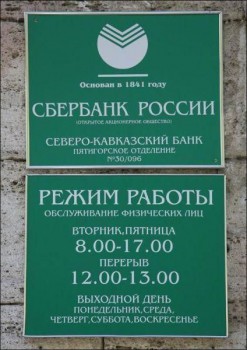 Основан в 1841 году
СБЕРБАНК РОССИИ
(ОТКРЫТОЕ АКЦИОНЕРНОЕ ОБЩЕСТВО)
СЕВЕРО-КАВКАЗСКИЙ БАНК
ПЯТИГОРСКОЕ ОТДЕЛЕНИЕ
№30/096
РЕЖИМ РАБОТЫ
ОБСЛУЖИВАНИЕ ФИЗИЧЕСКИХ ЛИЦ
ВТОРНИК,ПЯТНИЦА
8.00-17.00
ПЕРЕРЫВ
12.00-13.00
ВЫХОДНОЙ ДЕНЬ
ПОНЕДЕЛЬНИК,СРЕДА,
ЧЕТВЕРГ,СУББОТА,ВОСКРЕСЕНЬЕ